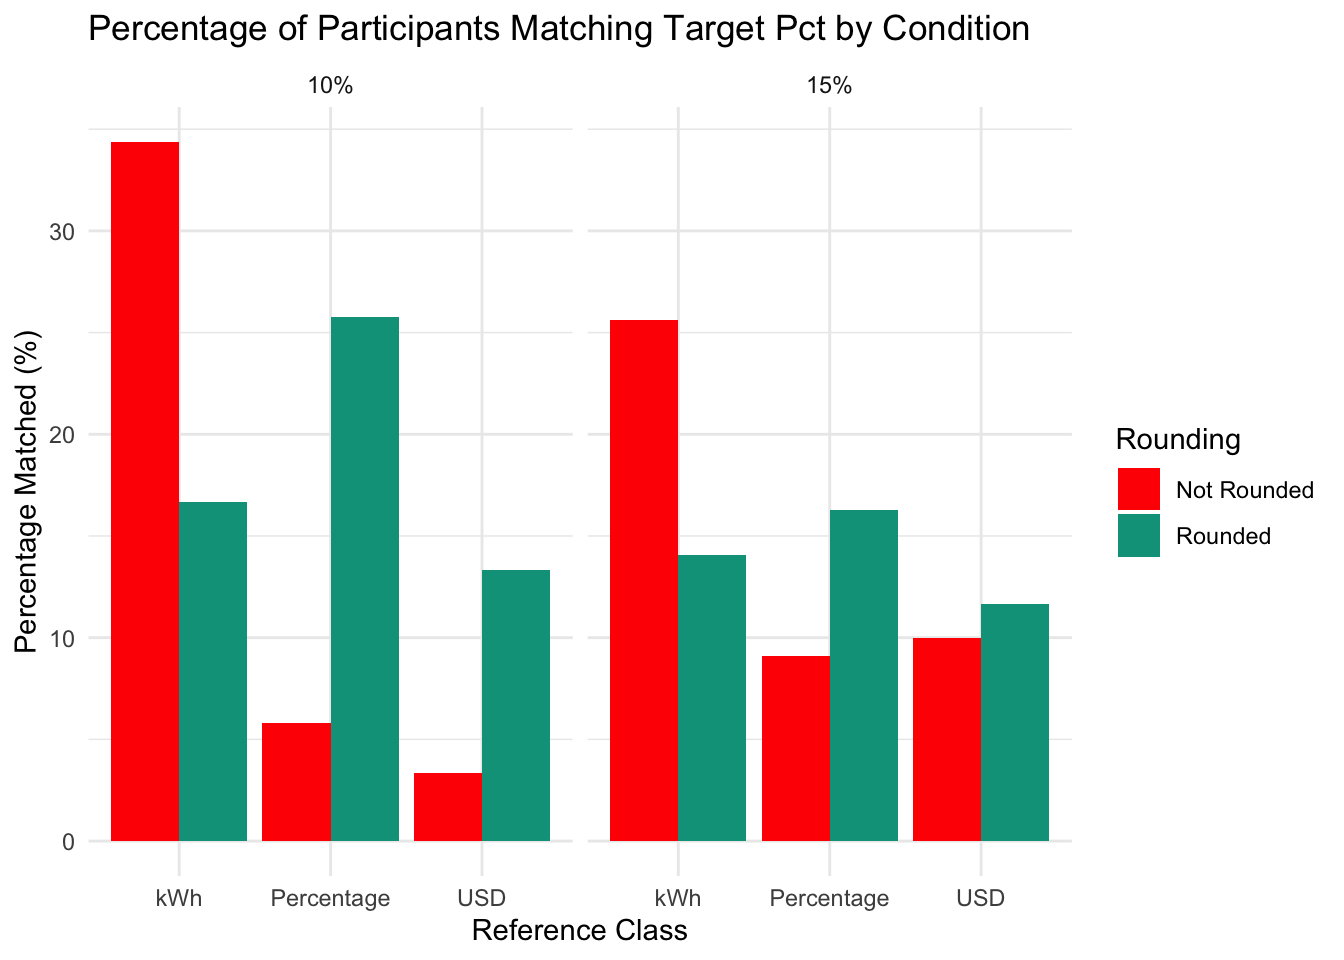 Percentage of Participants Matching Target Pct by Condition
10%
15%
30
20
10
0
Percentage Matched (%)
kWh
Percentage
USD
kWh
Percentage
USD
Reference Class
Rounding
Not Rounded
Rounded